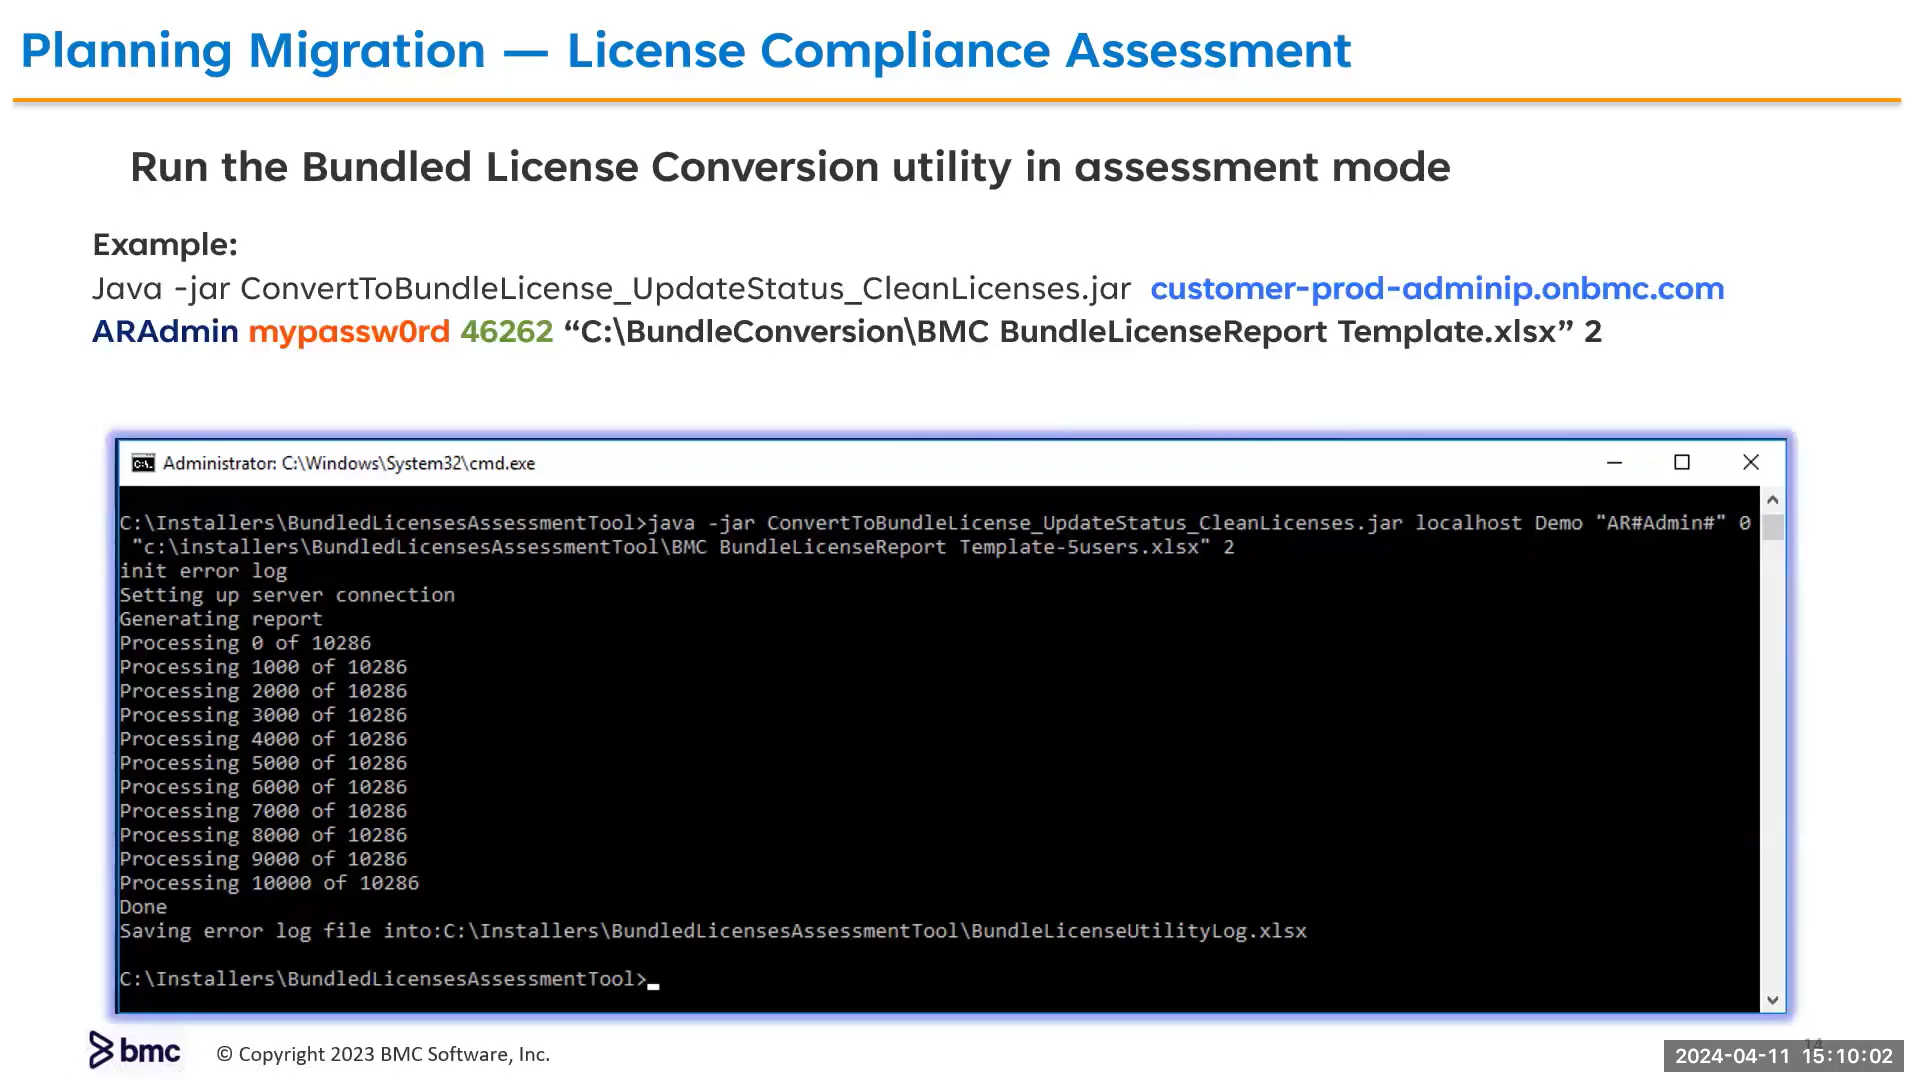 Planning Migration — License Compliance Assessment
Run the Bundled License Conversion utility in assessment mode
Example:
Java -jar ConvertToBundleLicense_UpdateStatus_CleanLicenses.jar customer-prod-adminip.onbmc.com
ARAdmin mypassw0rd 46262 “C:\BundleConversion\BMC BundleLicenseReport Template.xlsx” 2
Administrator: C:\Windows\System32\cmd.exe
C:\Installers\BundledLicensesAssessmentTool>java -jar ConvertToBundleLicense_UpdateStatus_CleanLicenses.jar localhost Demo "AR#Admin#" 0
"c:\installers\BundledLicensesAssessmentTool\BMC BundleLicenseReport Template-5users.xlsx" 2
init error log
Setting up server connection
Generating report
Processing 0 of 10286
Processing 1000 of 10286
Processing 2000 of 10286
Processing 3000 of 10286
Processing 4000 of 10286
Processing 5000 of 10286
Processing 6000 of 10286
Processing 7000 of 10286
Processing 8000 of 10286
Processing 9000 of 10286
Processing 10000 of 10286
Done
Saving error log file into:C:\Installers\BundledLicensesAssessmentTool\BundleLicenseUtilityLog.xlsx
C:\Installers\BundledLicensesAssessmentTool>
bmc
© Copyright 2023 BMC Software, Inc.
14
2024-04-11 15:10:02